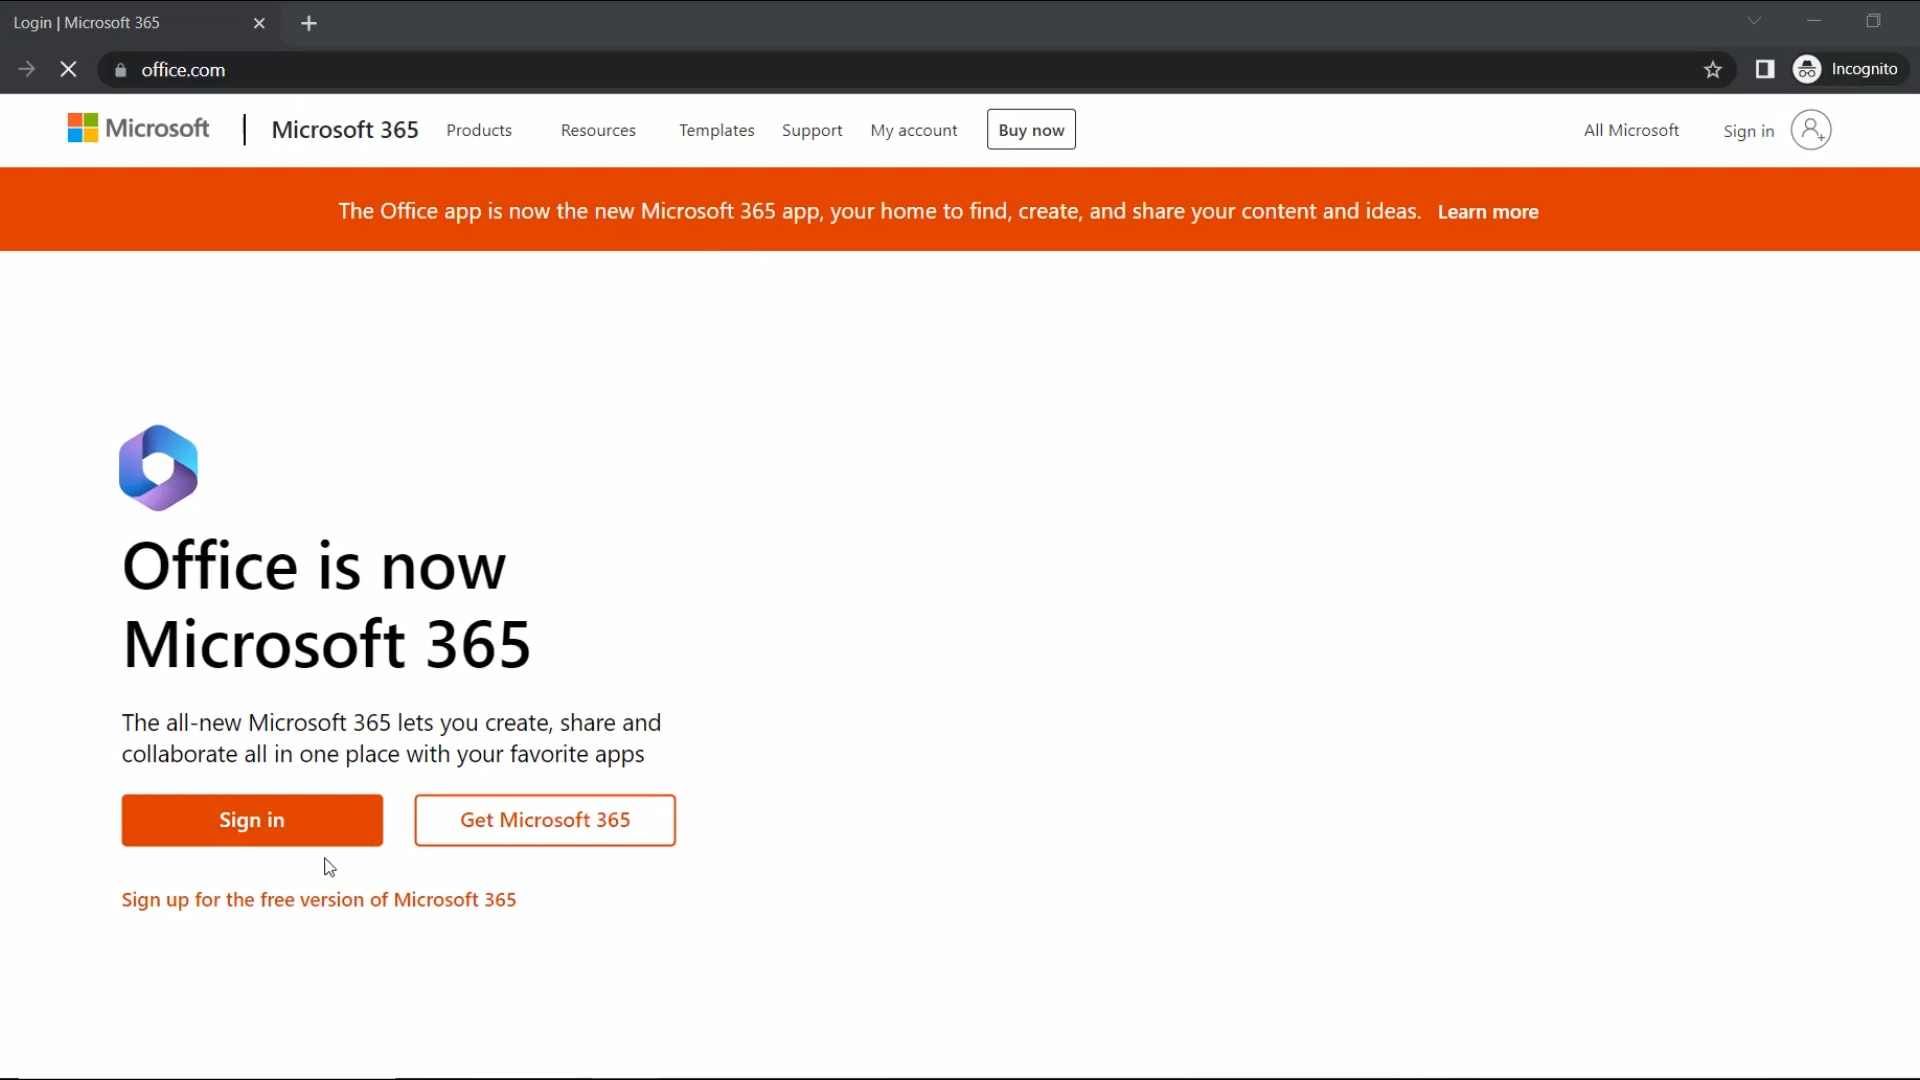 Login | Microsoft 365
office.com
Incognito
Microsoft
Microsoft 365
Products
Resources
Templates
Support
My account
Buy now
All Microsoft
Sign in
The Office app is now the new Microsoft 365 app, your home to find, create, and share your content and ideas. Learn more
Office is now
Microsoft 365
The all-new Microsoft 365 lets you create, share and
collaborate all in one place with your favorite apps
Sign in
Get Microsoft 365
Sign up for the free version of Microsoft 365